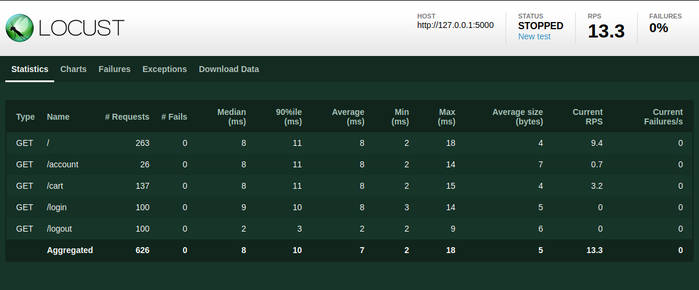 LOCUST
HOST
http://127.0.0.1:5000
STATUS
STOPPED
New test
RPS
13.3
FAILURES
0%
Statistics Charts Failures Exceptions Download Data
Type Name # Requests # Fails Median (ms) 90%ile (ms) Average (ms) Min (ms) Max (ms) Average size (bytes) Current RPS Current Failures/s
GET / 263 0 8 11 8 2 18 4 9.4 0
GET /account 26 0 8 11 8 2 14 7 0.7 0
GET /cart 137 0 8 11 8 2 15 4 3.2 0
GET /login 100 0 9 10 8 3 14 5 0 0
GET /logout 100 0 2 3 2 2 9 6 0 0
Aggregated 626 0 8 10 7 2 18 5 13.3 0